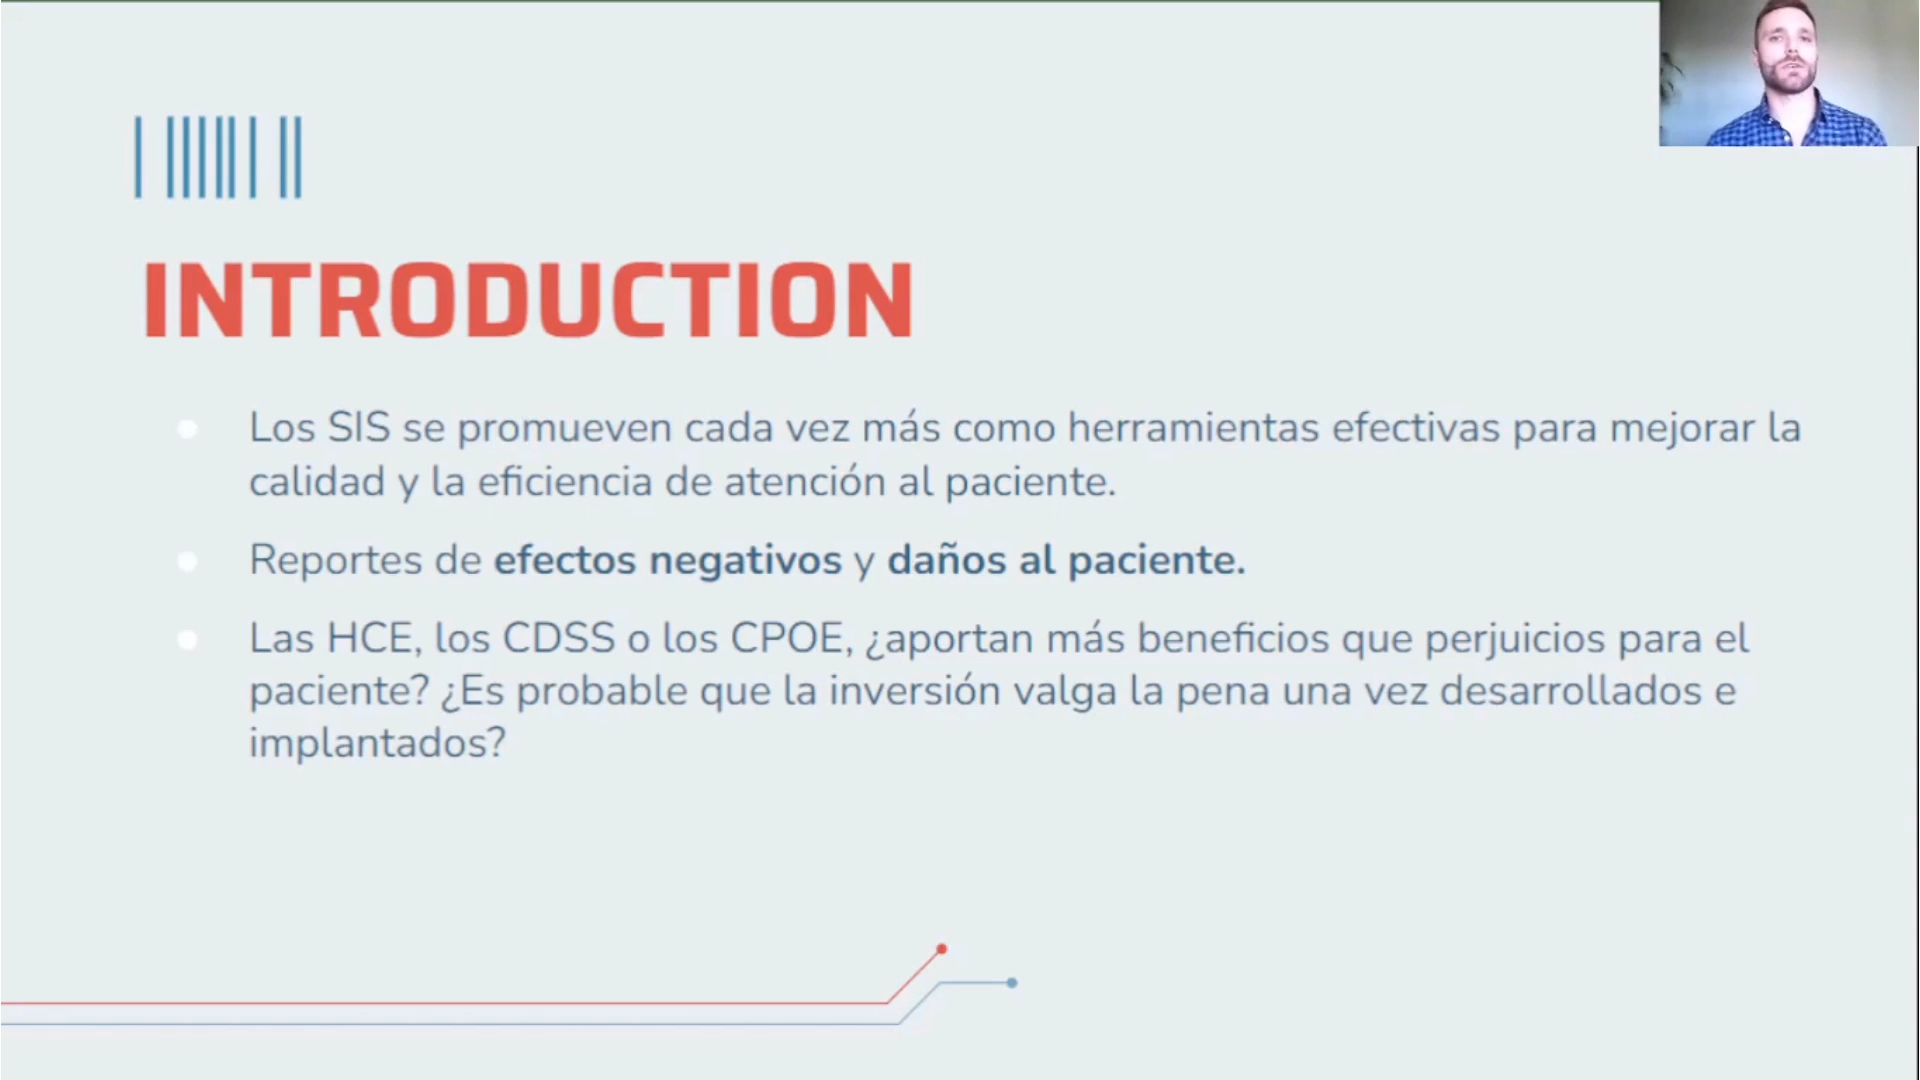 INTRODUCTION
Los SIS se promueven cada vez más como herramientas efectivas para mejorar la
calidad y la eficiencia de atención al paciente.
Reportes de efectos negativos y daños al paciente.
Las HCE, los CDSS o los CPOE, ¿aportan más beneficios que perjuicios para el
paciente? ¿Es probable que la inversión valga la pena una vez desarrollados e
implantados?